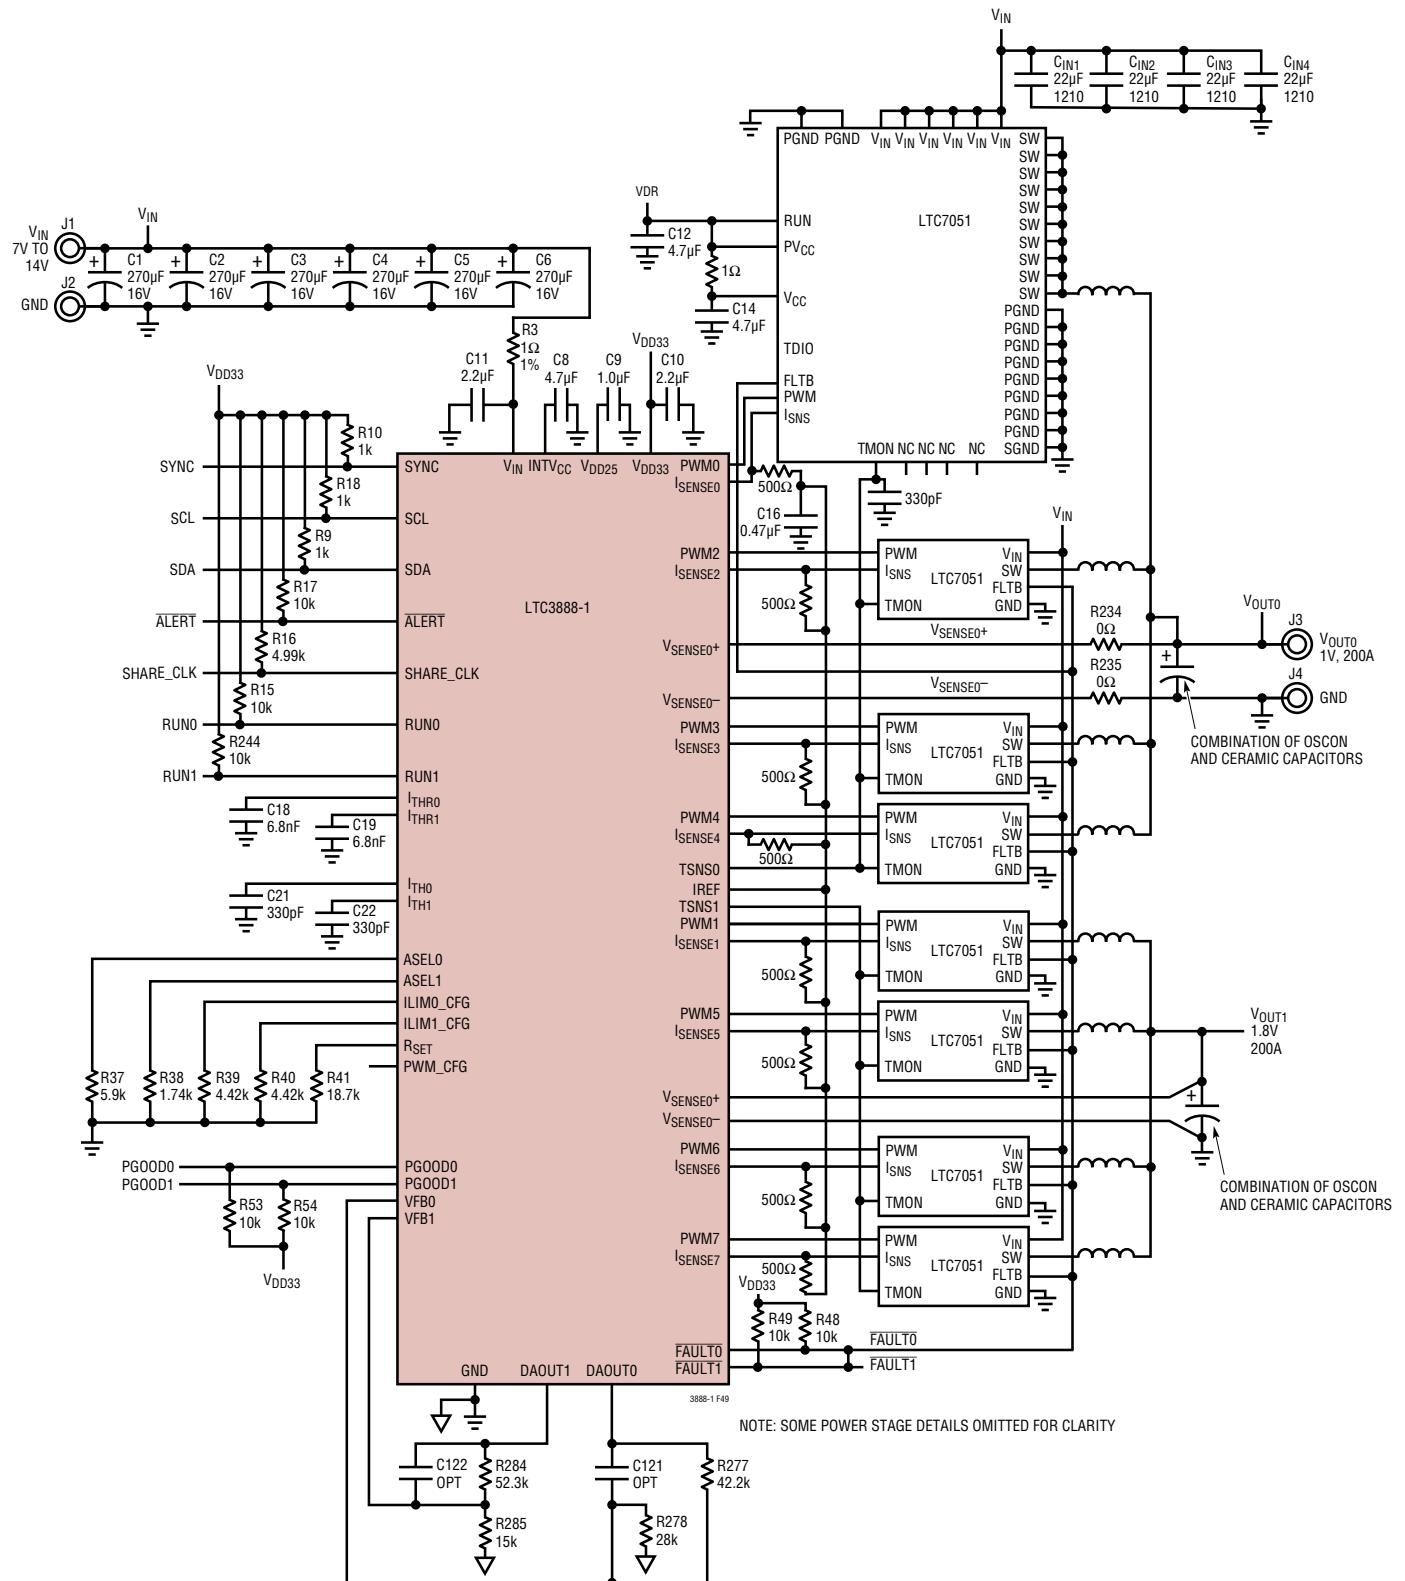 VIN
CIN1
22µF
1210
CIN2
22µF
1210
CIN3
22µF
1210
CIN4
22µF
1210
PGND PGND VIN VIN VIN VIN VIN VIN
SW
SW
SW
SW
SW
SW
SW
SW
SW
SW
PGND
PGND
PGND
PGND
PGND
PGND
PGND
PGND
SGND
LTC7051
RUN
PVCC
VCC
TDIO
FLTB
PWM
ISNS
TMON NC NC NC NC
VDR
C12
4.7µF
1Ω
C14
4.7µF
J1
VIN
7V TO
14V
J2
GND
VIN
+ C1
270µF
16V
+ C2
270µF
16V
+ C3
270µF
16V
+ C4
270µF
16V
+ C5
270µF
16V
+ C6
270µF
16V
R3
1Ω
1%
C11
2.2µF
C8
4.7µF
C9
1.0µF
VDD33
C10
2.2µF
VDD33
R10
1k
R18
1k
R9
1k
R17
10k
R16
4.99k
R15
10k
R244
10k
SYNC
SCL
SDA
ALERT
SHARE_CLK
RUN0
RUN1
C18
6.8nF
C19
6.8nF
C21
330pF
C22
330pF
R37
5.9k
R38
1.74k
R39
4.42k
R40
4.42k
R41
18.7k
PGOOD0
PGOOD1
R53
10k
R54
10k
VDD33
LTC3888-1
VIN INTVCC VDD25 VDD33
SYNC
SCL
SDA
ALERT
SHARE_CLK
RUN0
RUN1
ITHR0
ITHR1
ITH0
ITH1
ASEL0
ASEL1
ILIM0_CFG
ILIM1_CFG
RSET
PWM_CFG
PGOOD0
PGOOD1
VFB0
VFB1
GND DAOUT1 DAOUT0
PWM0
ISENSE0
PWM2
ISENSE2
VSENSE0+
VSENSE0–
PWM3
ISENSE3
PWM4
ISENSE4
TSNS0
IREF
TSNS1
PWM1
ISENSE1
PWM5
ISENSE5
VSENSE0+
VSENSE0–
PWM6
ISENSE6
PWM7
ISENSE7
FAULT0
FAULT1
500Ω
C16
0.47µF
330pF
VIN
500Ω
PWM
ISNS
TMON
LTC7051
VIN
SW
FLTB
GND
VSENSE0+
VSENSE0–
R234
0Ω
R235
0Ω
VOUT0
J3
VOUT0
1V, 200A
J4
GND
+
COMBINATION OF OSCON
AND CERAMIC CAPACITORS
500Ω
PWM
ISNS
TMON
LTC7051
VIN
SW
FLTB
GND
500Ω
PWM
ISNS
TMON
LTC7051
VIN
SW
FLTB
GND
500Ω
PWM
ISNS
TMON
LTC7051
VIN
SW
FLTB
GND
500Ω
PWM
ISNS
TMON
LTC7051
VIN
SW
FLTB
GND
VOUT1
1.8V
200A
+
COMBINATION OF OSCON
AND CERAMIC CAPACITORS
500Ω
PWM
ISNS
TMON
LTC7051
VIN
SW
FLTB
GND
500Ω
PWM
ISNS
TMON
LTC7051
VIN
SW
FLTB
GND
VDD33
R49
10k
R48
10k
FAULT0
FAULT1
3888-1 F49
NOTE: SOME POWER STAGE DETAILS OMITTED FOR CLARITY
C122
OPT
R284
52.3k
R285
15k
C121
OPT
R277
42.2k
R278
28k